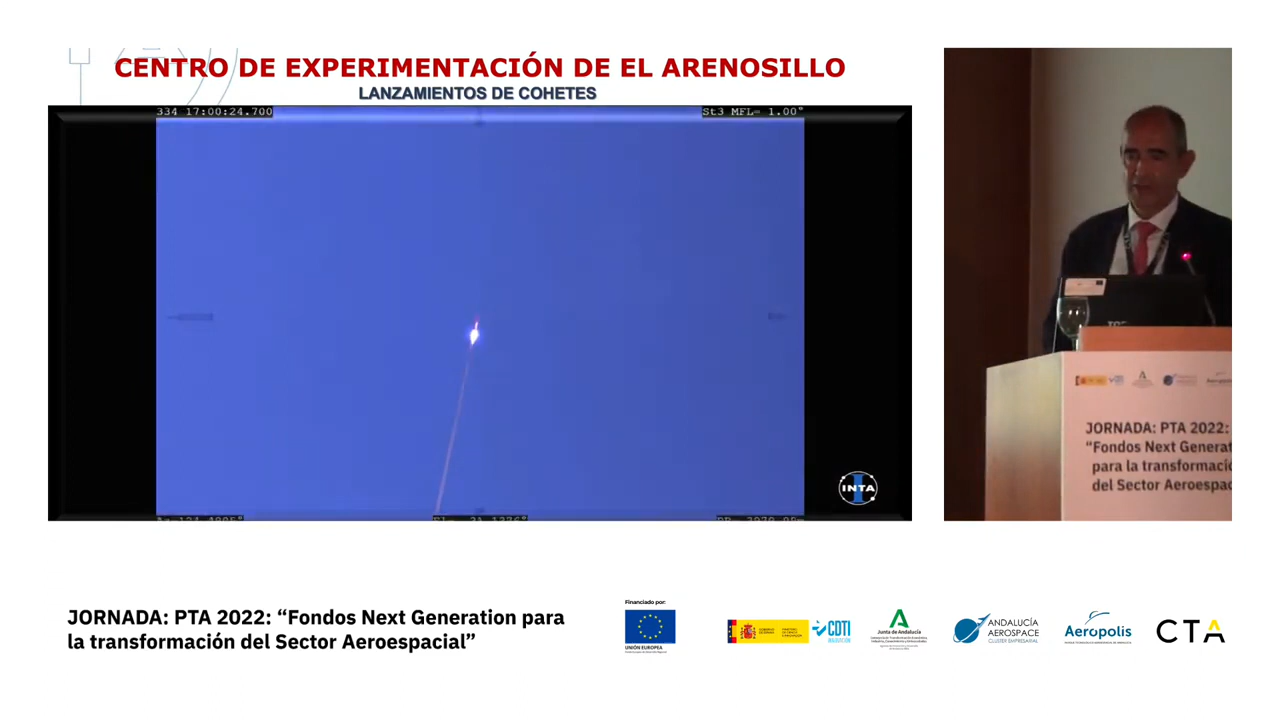 CENTRO DE EXPERIMENTACIÓN DE EL ARENOSILLO
LANZAMIENTOS DE COHETES
334 17:00:24.700
St3 MFL= 1.00°
INTA
JORNADA: PTA 2022:
“Fondos Next Generat
para la transformació
del Sector Aeroespac
JORNADA: PTA 2022: “Fondos Next Generation para
la transformación del Sector Aeroespacial”
Financiado por:
UNIÓN EUROPEA
CDTI
Junta de Andalucía
ANDALUCÍA
AEROSPACE
CLUSTER EMPRESARIAL
Aeropolis
CTA